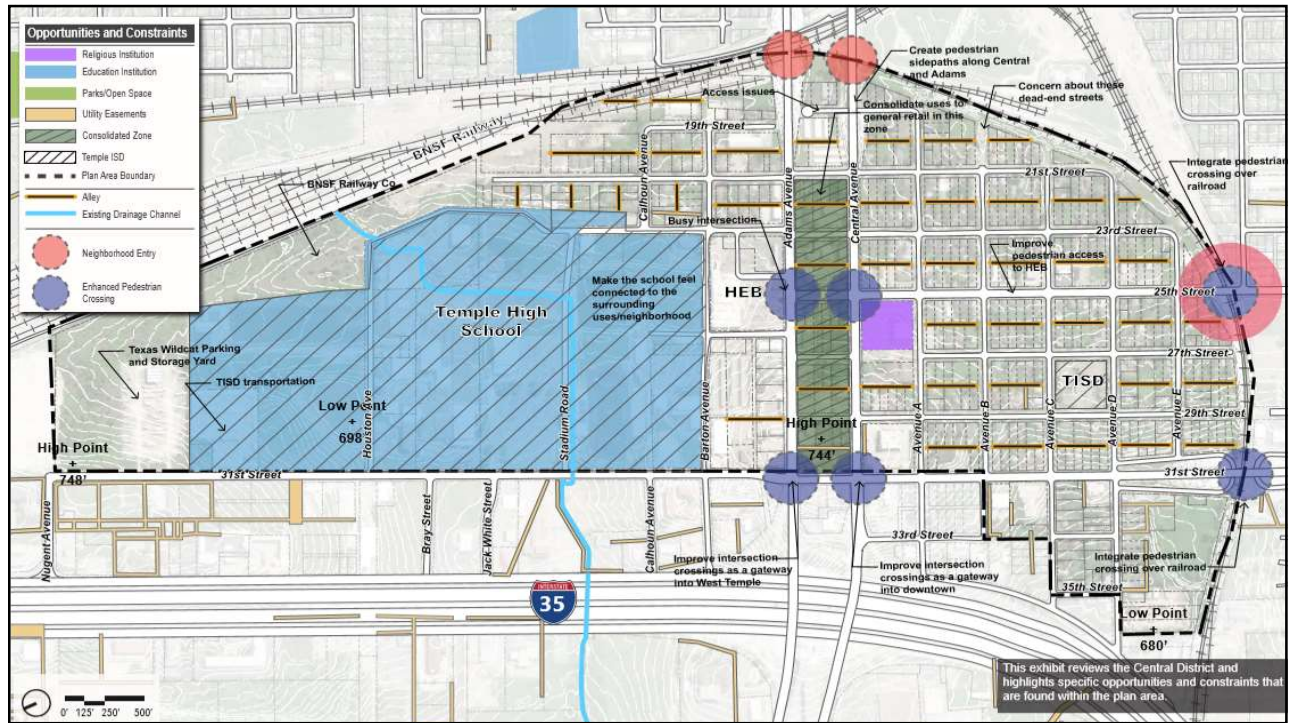 Opportunities and Constraints
Religious Institution
Education Institution
Parks/Open Space
Utility Easements
Consolidated Zone
Temple ISD
Plan Area Boundary
Alley
Existing Drainage Channel
Neighborhood Entry
Enhanced Pedestrian
Crossing
Create pedestrian
sidepaths along Central
and Adams
Access issues
Consolidate uses to
general retail in this
zone
Concern about these
dead-end streets
19th Street
BNSF Railway
Calhoun Avenue
Integrate pedestrian
crossing over
railroad
BNSF Railway Co.
21st Street
Adams Avenue
Central Avenue
Busy intersection
23rd Street
Improve
pedestrian access
to HEB
Make the school feel
connected to the
surrounding
uses/neighborhood
HEB
25th Street
Temple High
School
Texas Wildcat Parking
and Storage Yard
TISD transportation
27th Street
TISD
Low Point
698'
Houston Ave
Stadium Road
Barton Avenue
High Point
744'
Avenue A
Avenue B
Avenue C
Avenue D
Avenue E
29th Street
High Point
748'
31st Street
31st Street
Nugent Avenue
Bray Street
Jack White Street
Calhoun Avenue
33rd Street
Improve intersection
crossings as a gateway
into West Temple
Improve intersection
crossings as a gateway
into downtown
Integrate pedestrian
crossing over railroad
35th Street
INTERSTATE
35
Low Point
680'
This exhibit reviews the Central District and
highlights specific opportunities and constraints that
are found within the plan area.
0' 125' 250' 500'